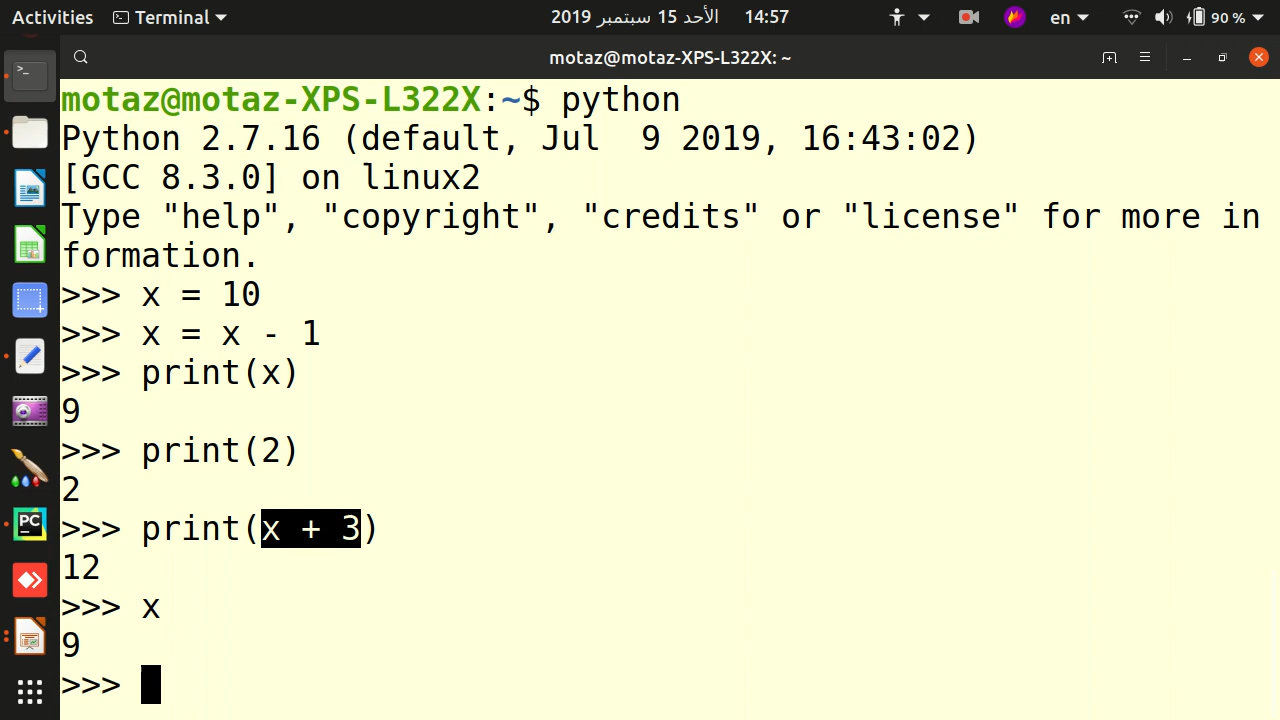 Activities Terminal الأحد 15 سبتمبر 2019 14:57 en 90 %
motaz@motaz-XPS-L322X: ~
motaz@motaz-XPS-L322X:~$ python
Python 2.7.16 (default, Jul  9 2019, 16:43:02)
[GCC 8.3.0] on linux2
Type "help", "copyright", "credits" or "license" for more in
formation.
>>> x = 10
>>> x = x - 1
>>> print(x)
9
>>> print(2)
2
>>> print(x + 3)
12
>>> x
9
>>>
PC